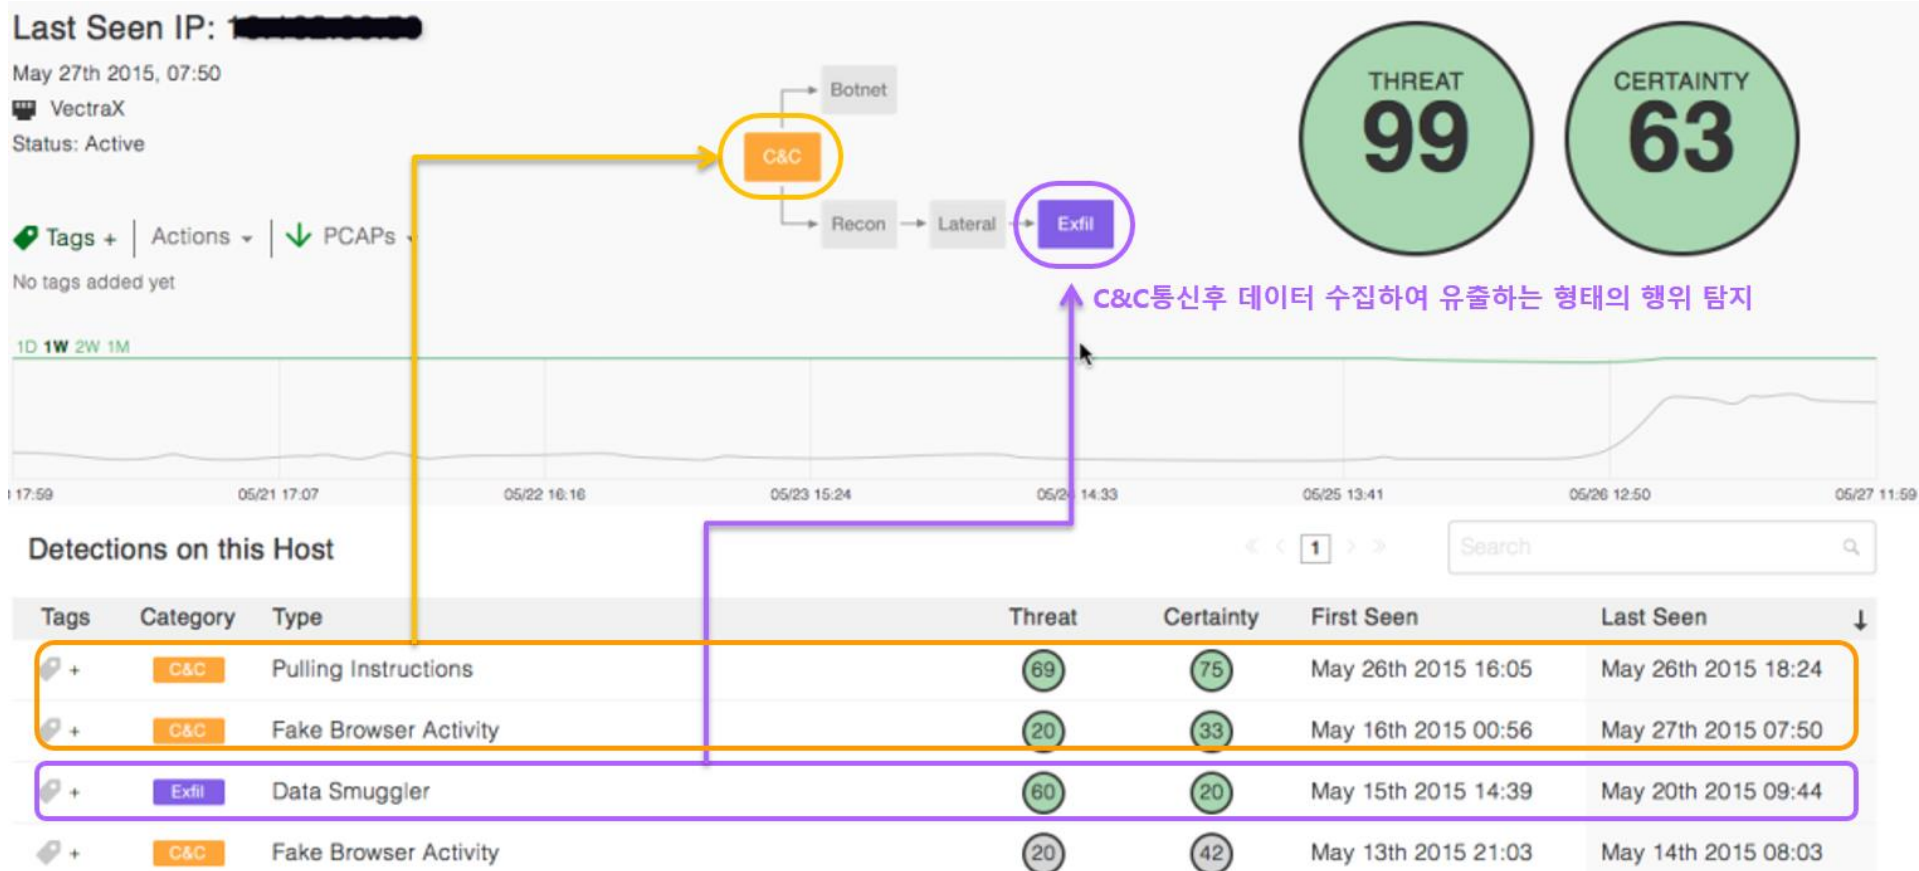 Last Seen IP:
May 27th 2015, 07:50
VectraX
Status: Active
Botnet
C&C
Recon
Lateral
Exfil
THREAT
99
CERTAINTY
63
Tags +
Actions
PCAPs
No tags added yet
C&C통신후 데이터 수집하여 유출하는 형태의 행위 탐지
1D 1W 2W 1M
17:59 05/21 17:07 05/22 16:16 05/23 15:24 05/24 14:33 05/25 13:41 05/26 12:50 05/27 11:59
Detections on this Host
« < 1 > »
Search
Tags Category Type Threat Certainty First Seen Last Seen ↓
+ C&C Pulling Instructions 69 75 May 26th 2015 16:05 May 26th 2015 18:24
+ C&C Fake Browser Activity 20 33 May 16th 2015 00:56 May 27th 2015 07:50
+ Exfil Data Smuggler 60 20 May 15th 2015 14:39 May 20th 2015 09:44
+ C&C Fake Browser Activity 20 42 May 13th 2015 21:03 May 14th 2015 08:03